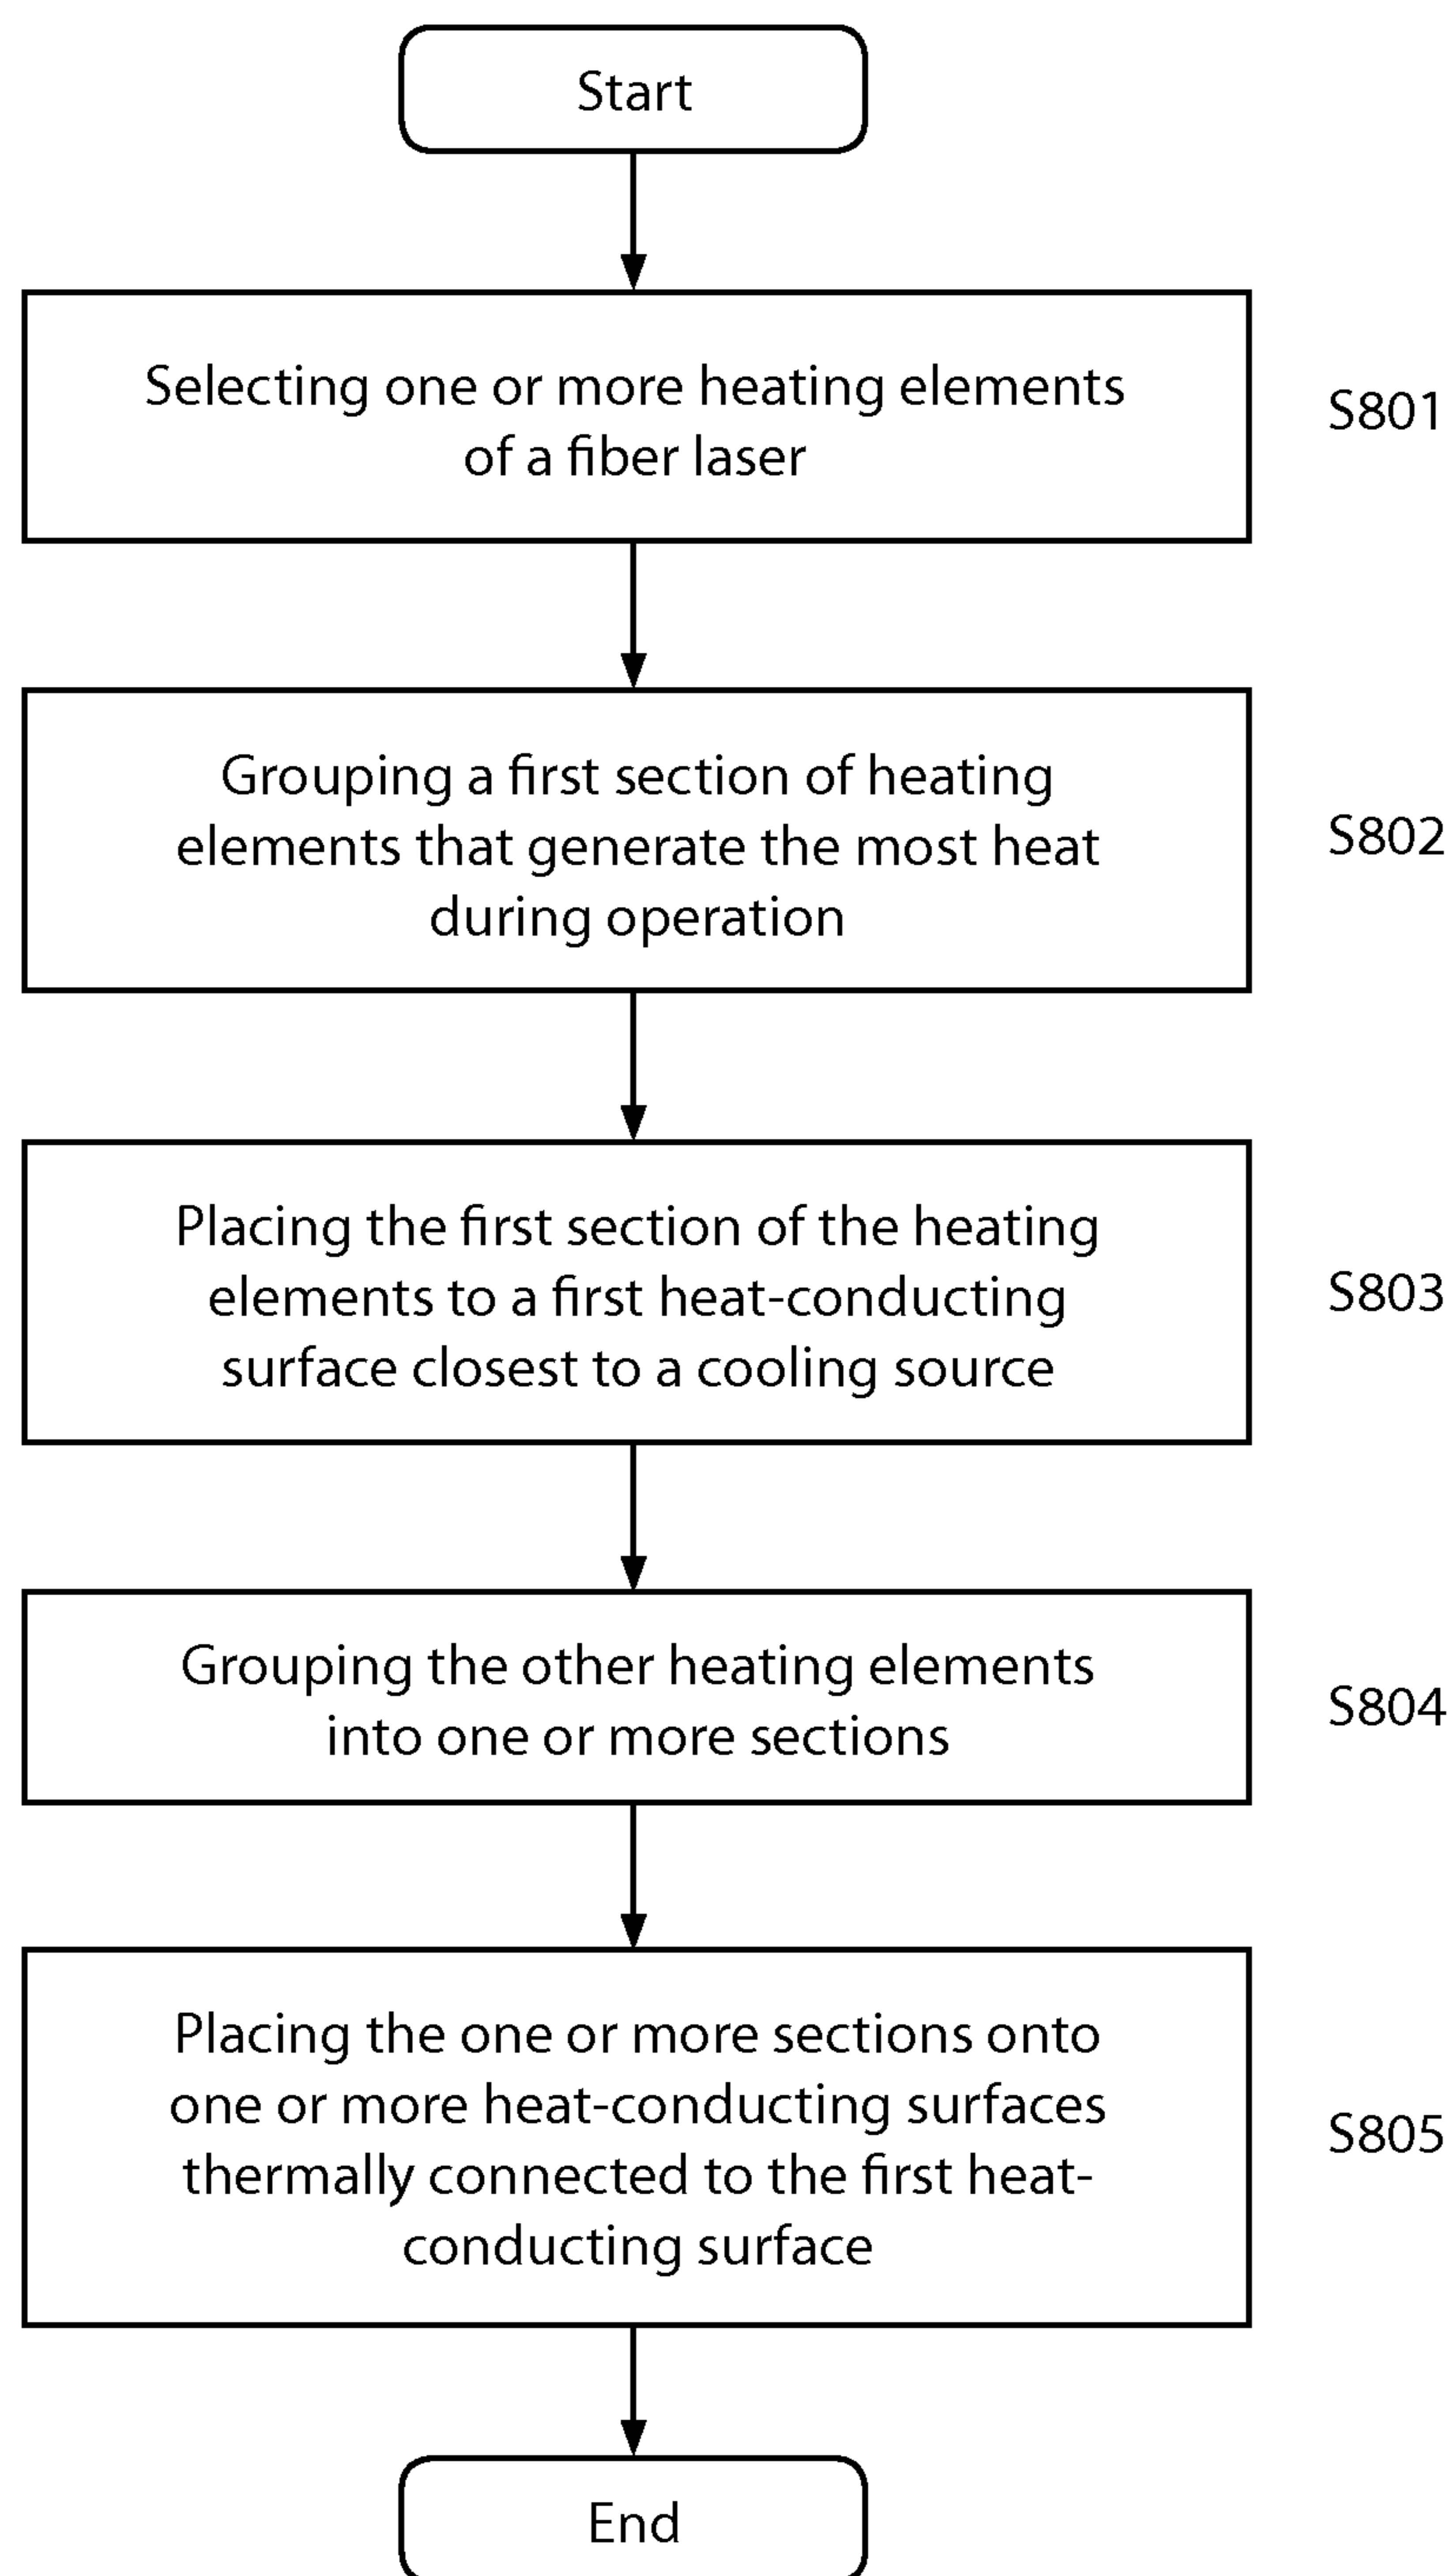 Start
Selecting one or more heating elements
of a fiber laser
S801
Grouping a first section of heating
elements that generate the most heat
during operation
S802
Placing the first section of the heating
elements to a first heat-conducting
surface closest to a cooling source
S803
Grouping the other heating elements
into one or more sections
S804
Placing the one or more sections onto
one or more heat-conducting surfaces
thermally connected to the first heat-
conducting surface
S805
End